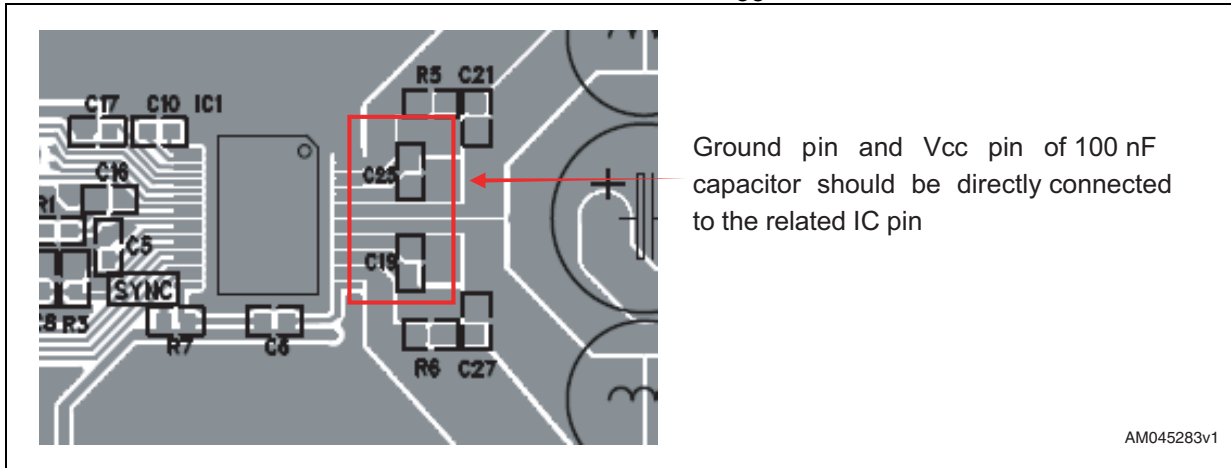 R5 C21
C17 C10 IC1
C23
C16
R1
C5
C19
SYNC
C8 R3
R7 C6
R6 C27
Ground pin and Vcc pin of 100 nF
capacitor should be directly connected
to the related IC pin
AM045283v1